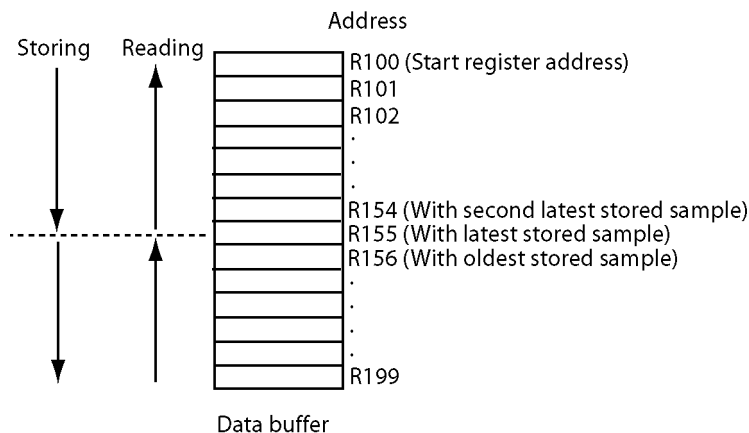 Address
Storing Reading
R100 (Start register address)
R101
R102
.
.
.
R154 (With second latest stored sample)
R155 (With latest stored sample)
R156 (With oldest stored sample)
.
.
.
.
R199
Data buffer